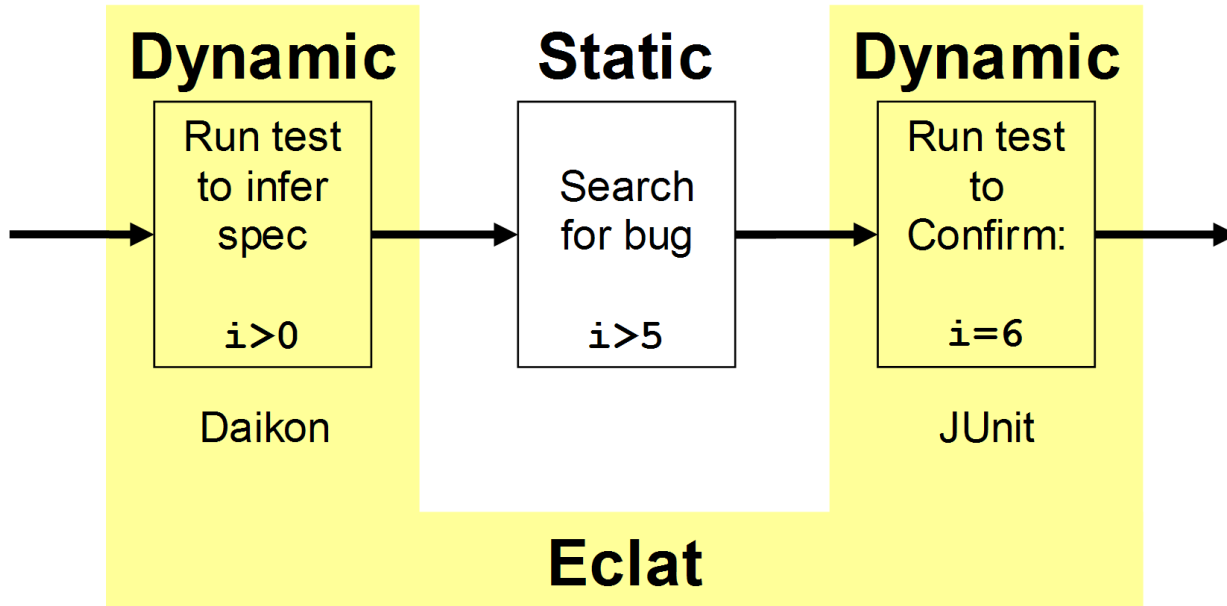 Dynamic
Run test
to infer
spec
i>0
Daikon
Static
Search
for bug
i>5
Dynamic
Run test
to
Confirm:
i=6
JUnit
Eclat